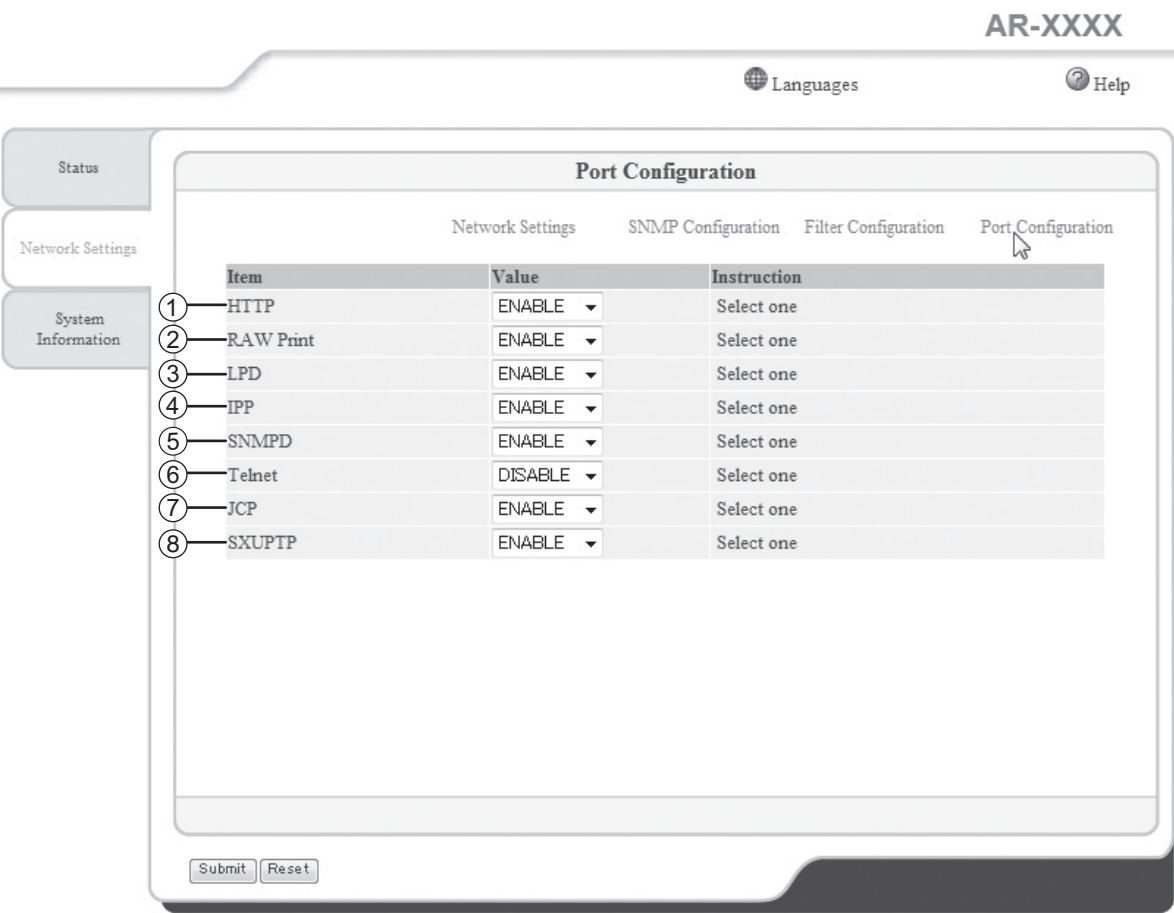 AR-XXXX
Languages
Help
Status
Network Settings
System
Information
Port Configuration
Network Settings SNMP Configuration Filter Configuration Port Configuration
Item Value Instruction
① HTTP ENABLE Select one
② RAW Print ENABLE Select one
③ LPD ENABLE Select one
④ IPP ENABLE Select one
⑤ SNMPD ENABLE Select one
⑥ Telnet DISABLE Select one
⑦ JCP ENABLE Select one
⑧ SXUPTP ENABLE Select one
Submit Reset